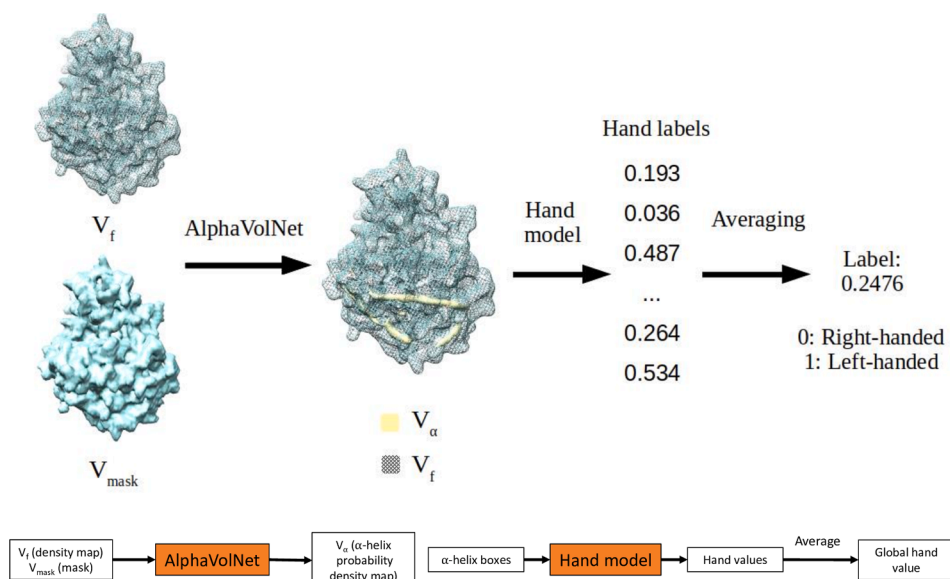 V_f
V_mask
AlphaVolNet
V_α
V_f
Hand
model
Hand labels
0.193
0.036
0.487
...
0.264
0.534
Averaging
Label:
0.2476
0: Right-handed
1: Left-handed
V_f (density map)
V_mask (mask)
AlphaVolNet
V_α (α-helix
probability
density map)
α-helix boxes
Hand model
Hand values
Average
Global hand
value